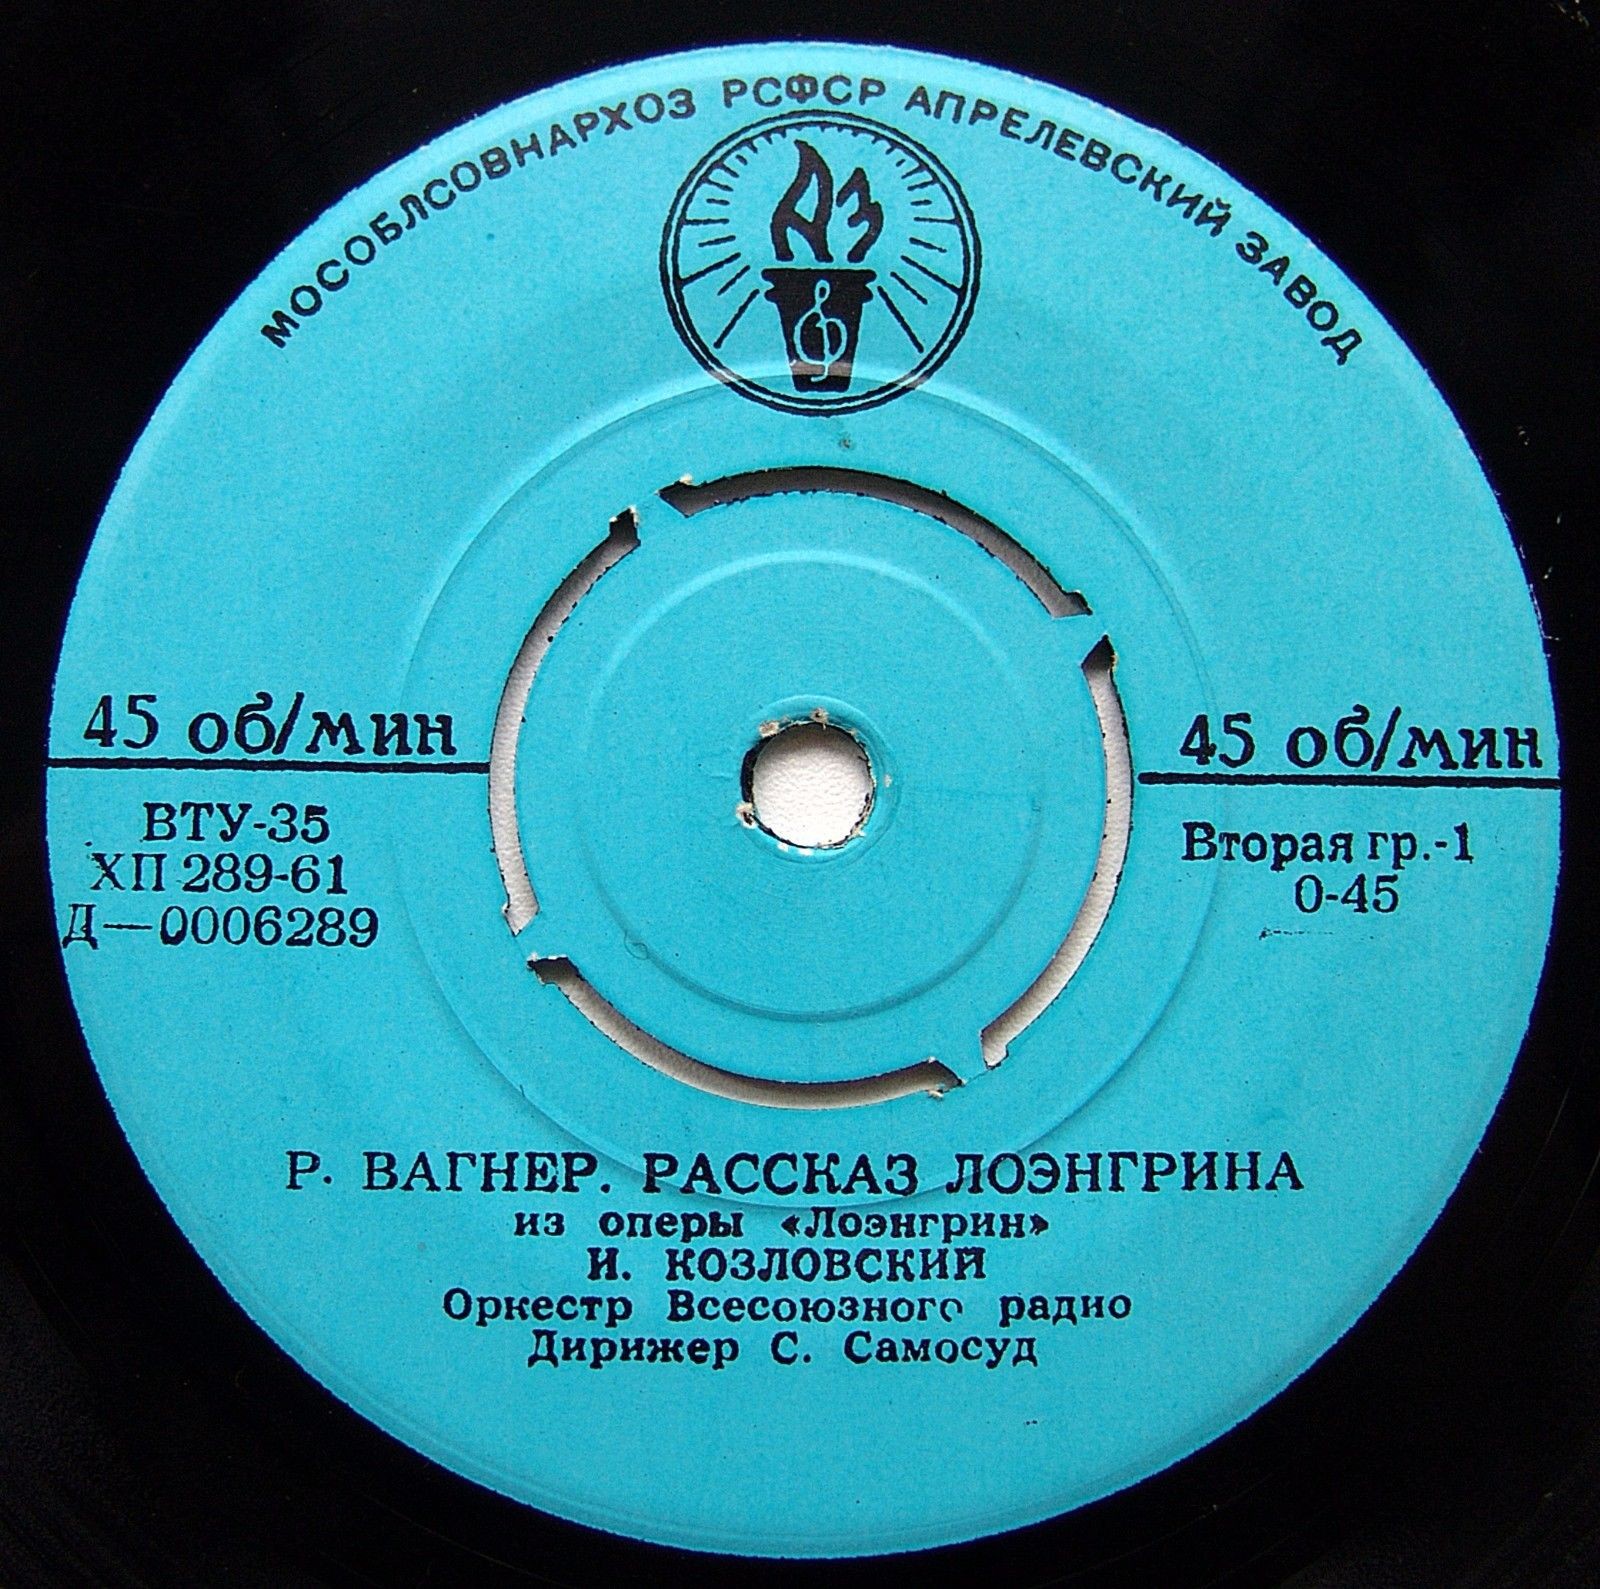 МОСОБЛСОВНАРХОЗ РСФСР АПРЕЛЕВСКИЙ ЗАВОД
АЗ
45 об/мин
45 об/мин
ВТУ-35
ХП 289-61
Д—0006289
Вторая гр.-1
0-45
Р. ВАГНЕР. РАССКАЗ ЛОЭНГРИНА
из оперы «Лоэнгрин»
И. КОЗЛОВСКИЙ
Оркестр Всесоюзного радио
Дирижер С. Самосуд